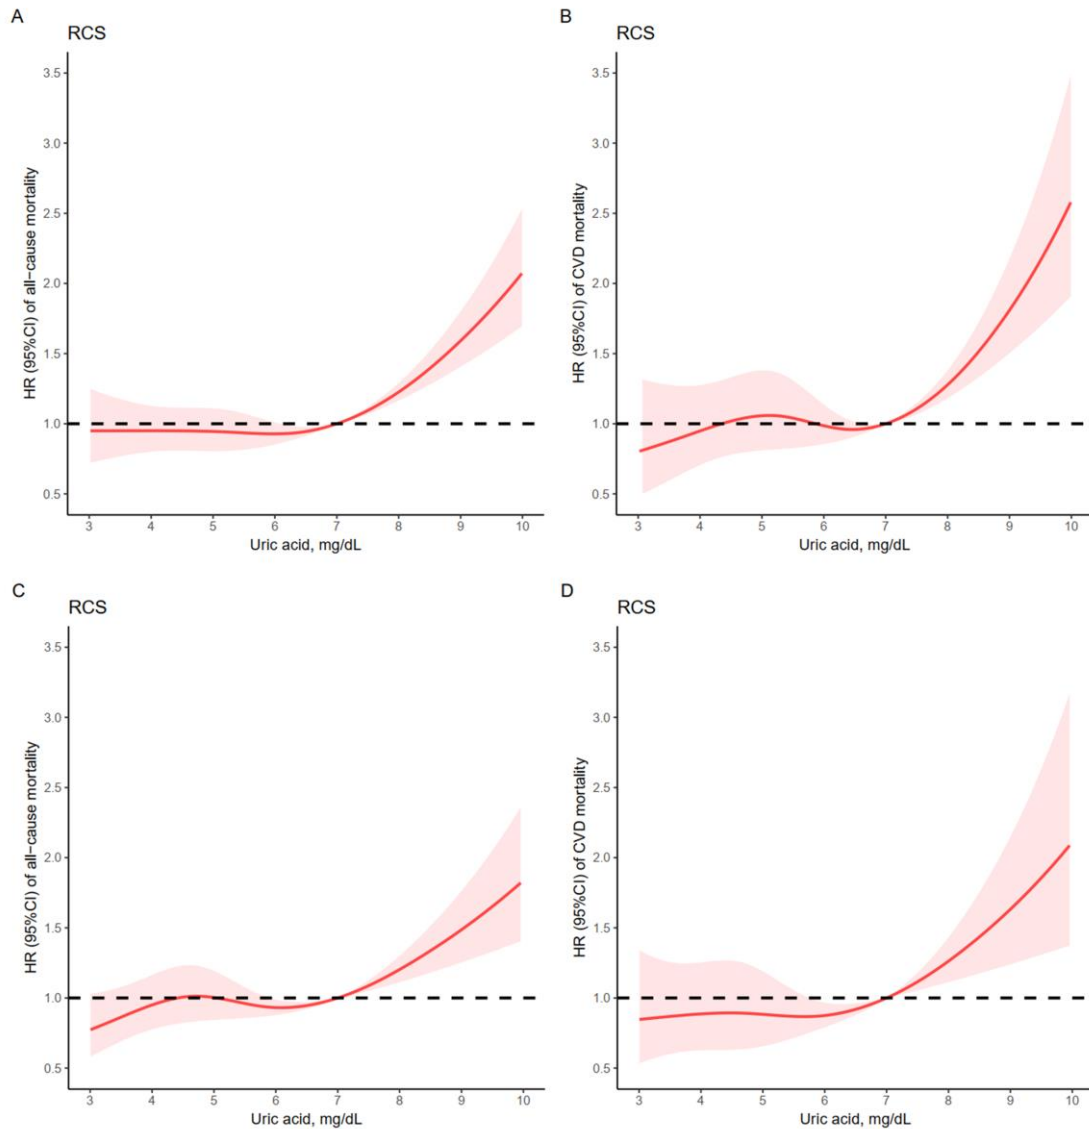 A
RCS
HR (95%CI) of all−cause mortality
3.5
3.0
2.5
2.0
1.5
1.0
0.5
3 4 5 6 7 8 9 10
Uric acid, mg/dL
B
RCS
HR (95%CI) of CVD mortality
3.5
3.0
2.5
2.0
1.5
1.0
0.5
3 4 5 6 7 8 9 10
Uric acid, mg/dL
C
RCS
HR (95%CI) of all−cause mortality
3.5
3.0
2.5
2.0
1.5
1.0
0.5
3 4 5 6 7 8 9 10
Uric acid, mg/dL
D
RCS
HR (95%CI) of CVD mortality
3.5
3.0
2.5
2.0
1.5
1.0
0.5
3 4 5 6 7 8 9 10
Uric acid, mg/dL